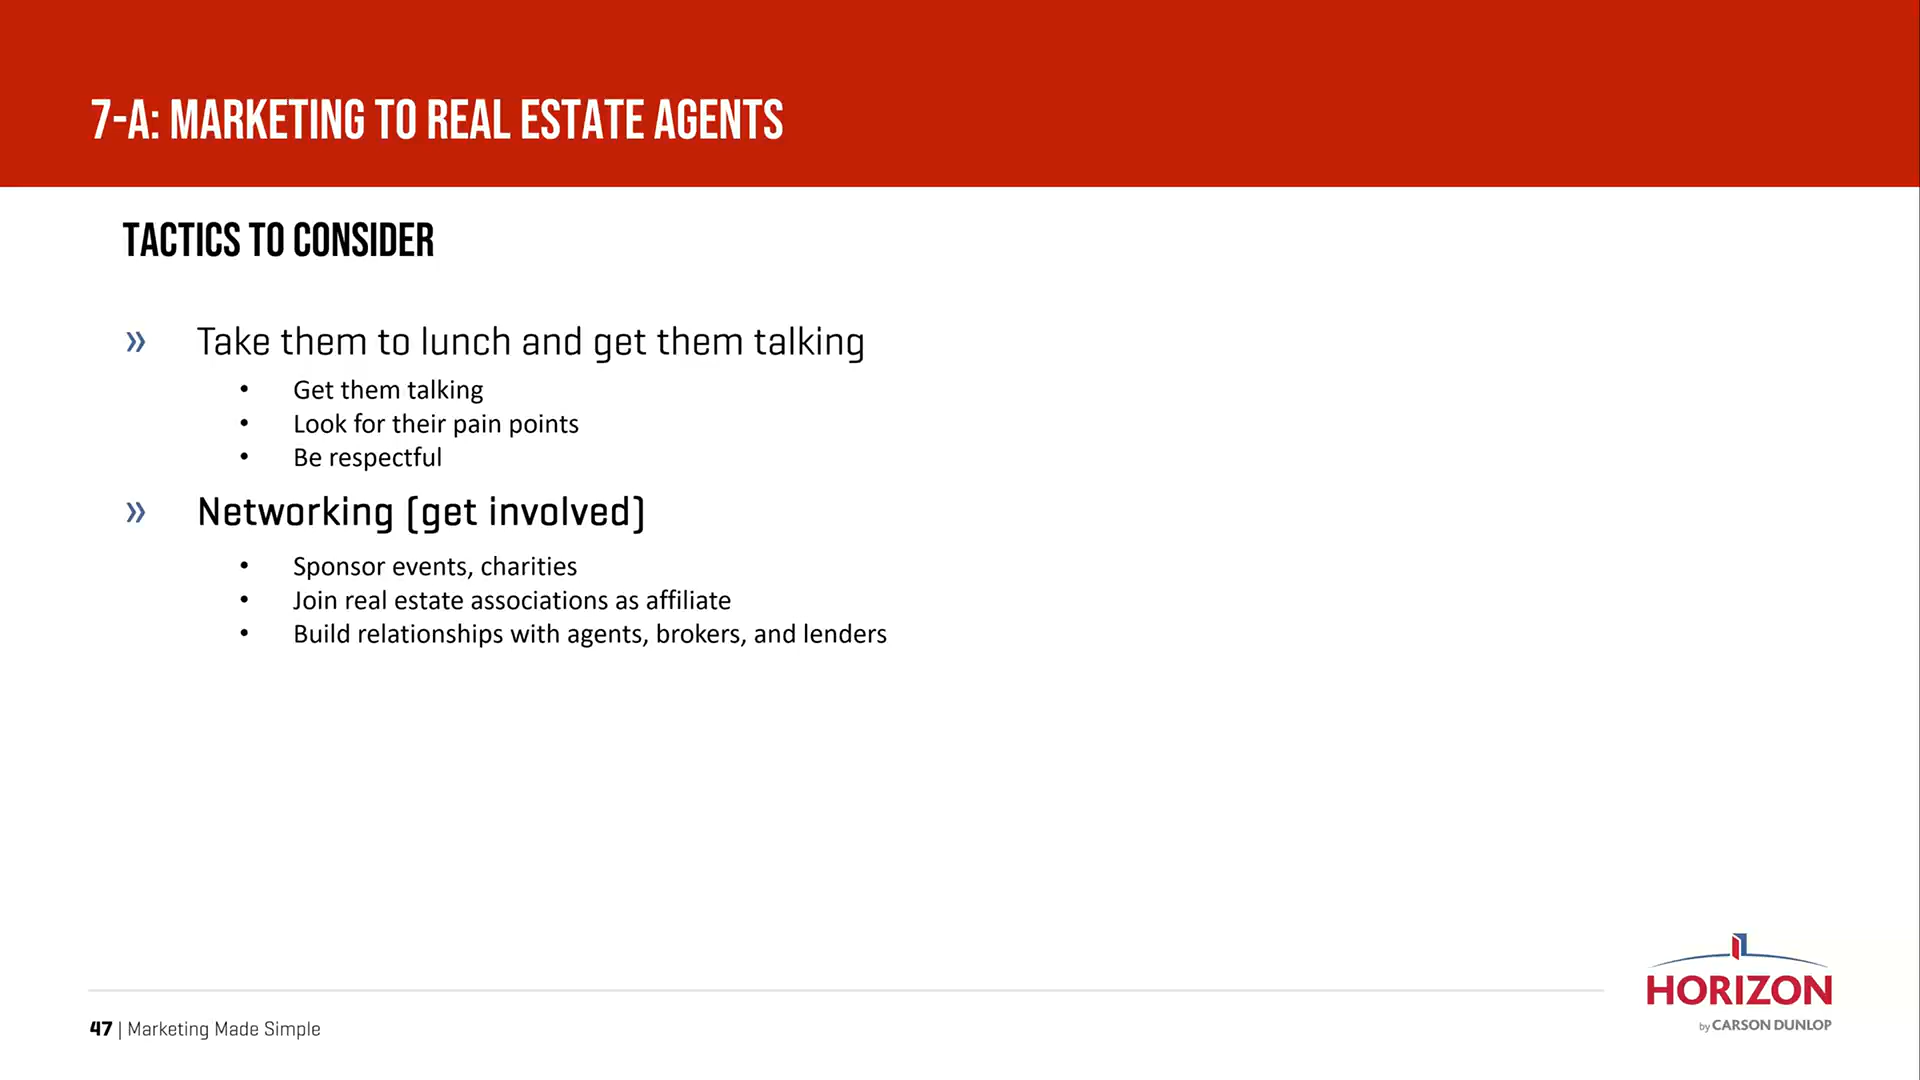 7-A: MARKETING TO REAL ESTATE AGENTS
TACTICS TO CONSIDER
» Take them to lunch and get them talking
• Get them talking
• Look for their pain points
• Be respectful
» Networking (get involved)
• Sponsor events, charities
• Join real estate associations as affiliate
• Build relationships with agents, brokers, and lenders
HORIZON
by CARSON DUNLOP
47 | Marketing Made Simple